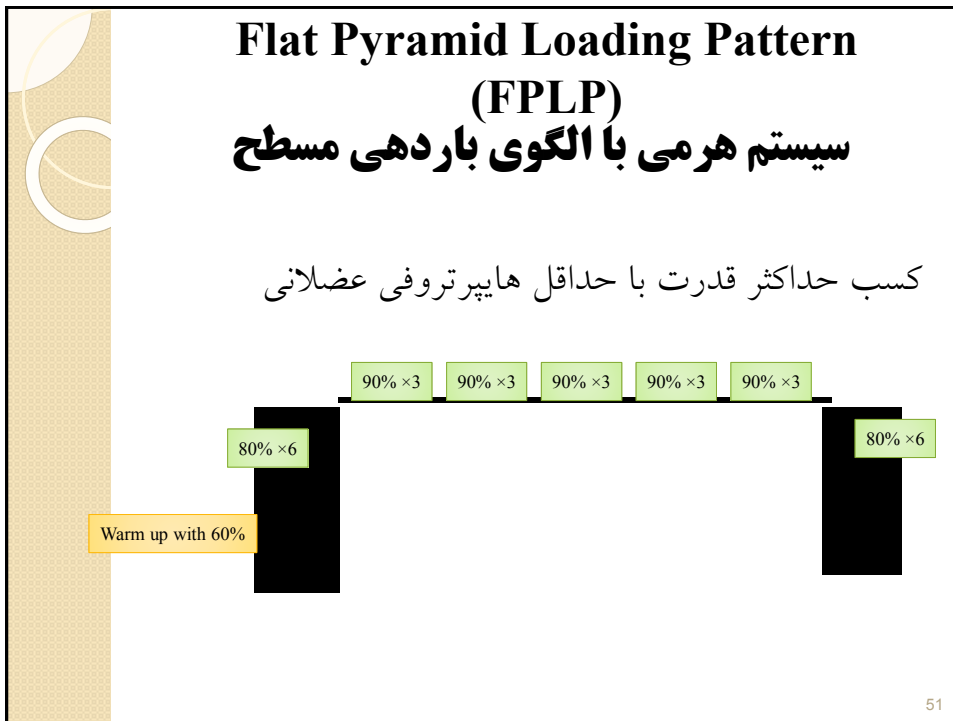 Flat Pyramid Loading Pattern
(FPLP)
سیستم هرمی با الگوی باردهی مسطح
کسب حداکثر قدرت با حداقل هایپرتروفی عضلانی
90% ×3 90% ×3 90% ×3 90% ×3 90% ×3
80% ×6 80% ×6
Warm up with 60%
51